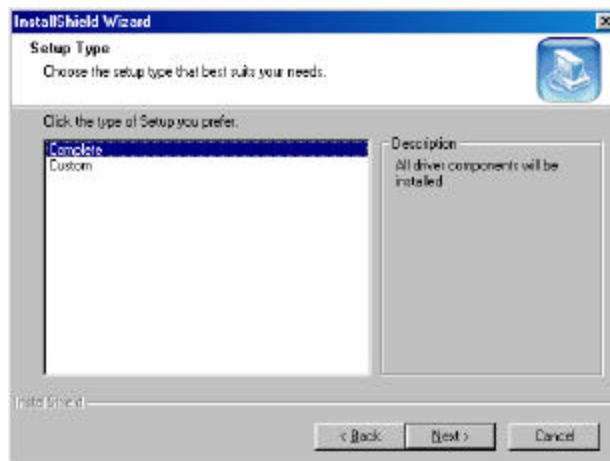 InstallShield Wizard
Setup Type
Choose the setup type that best suits your needs.
Click the type of Setup you prefer.
Complete
Custom
Description
All driver components will be
installed
InstallShield
< Back
Next >
Cancel